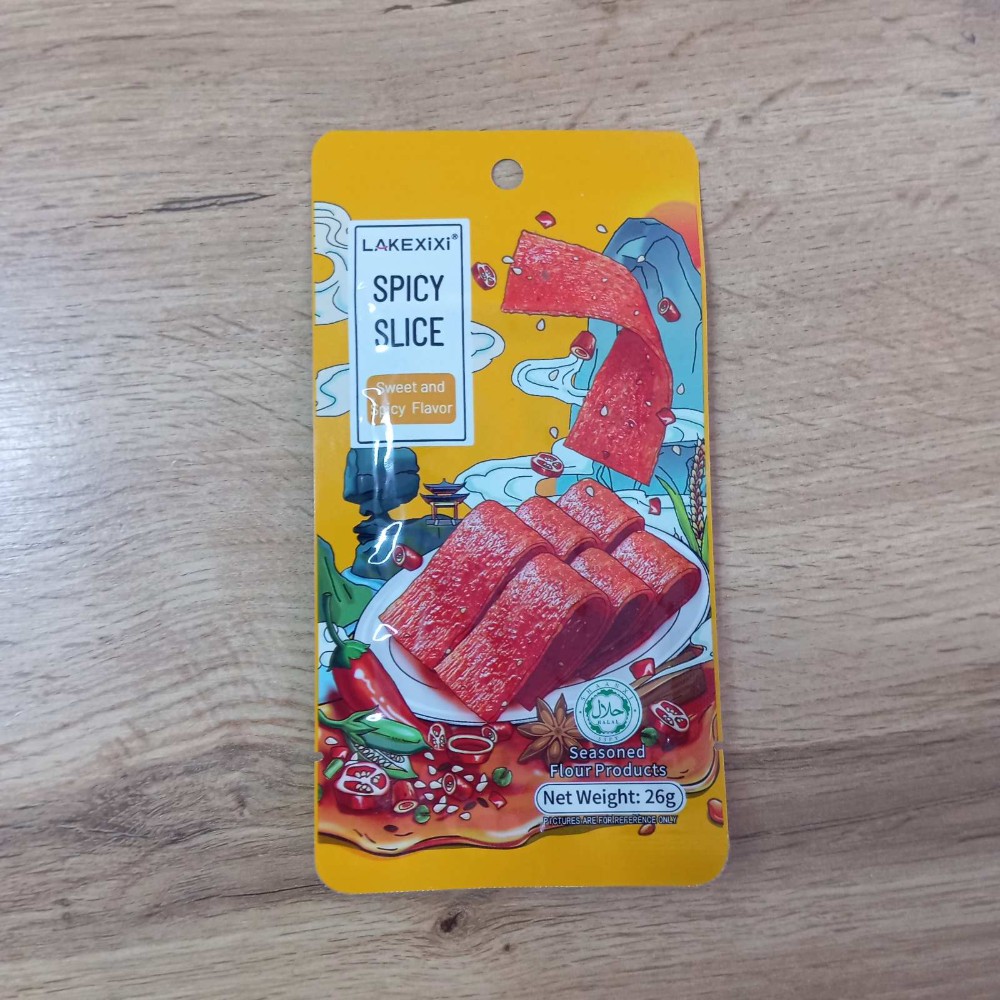 LAKEXiXi®
SPICY
SLICE
Sweet and
Spicy Flavor
حلال
HALAL
Seasoned
Flour Products
Net Weight: 26g
PICTURES ARE FOR REFERENCE ONLY